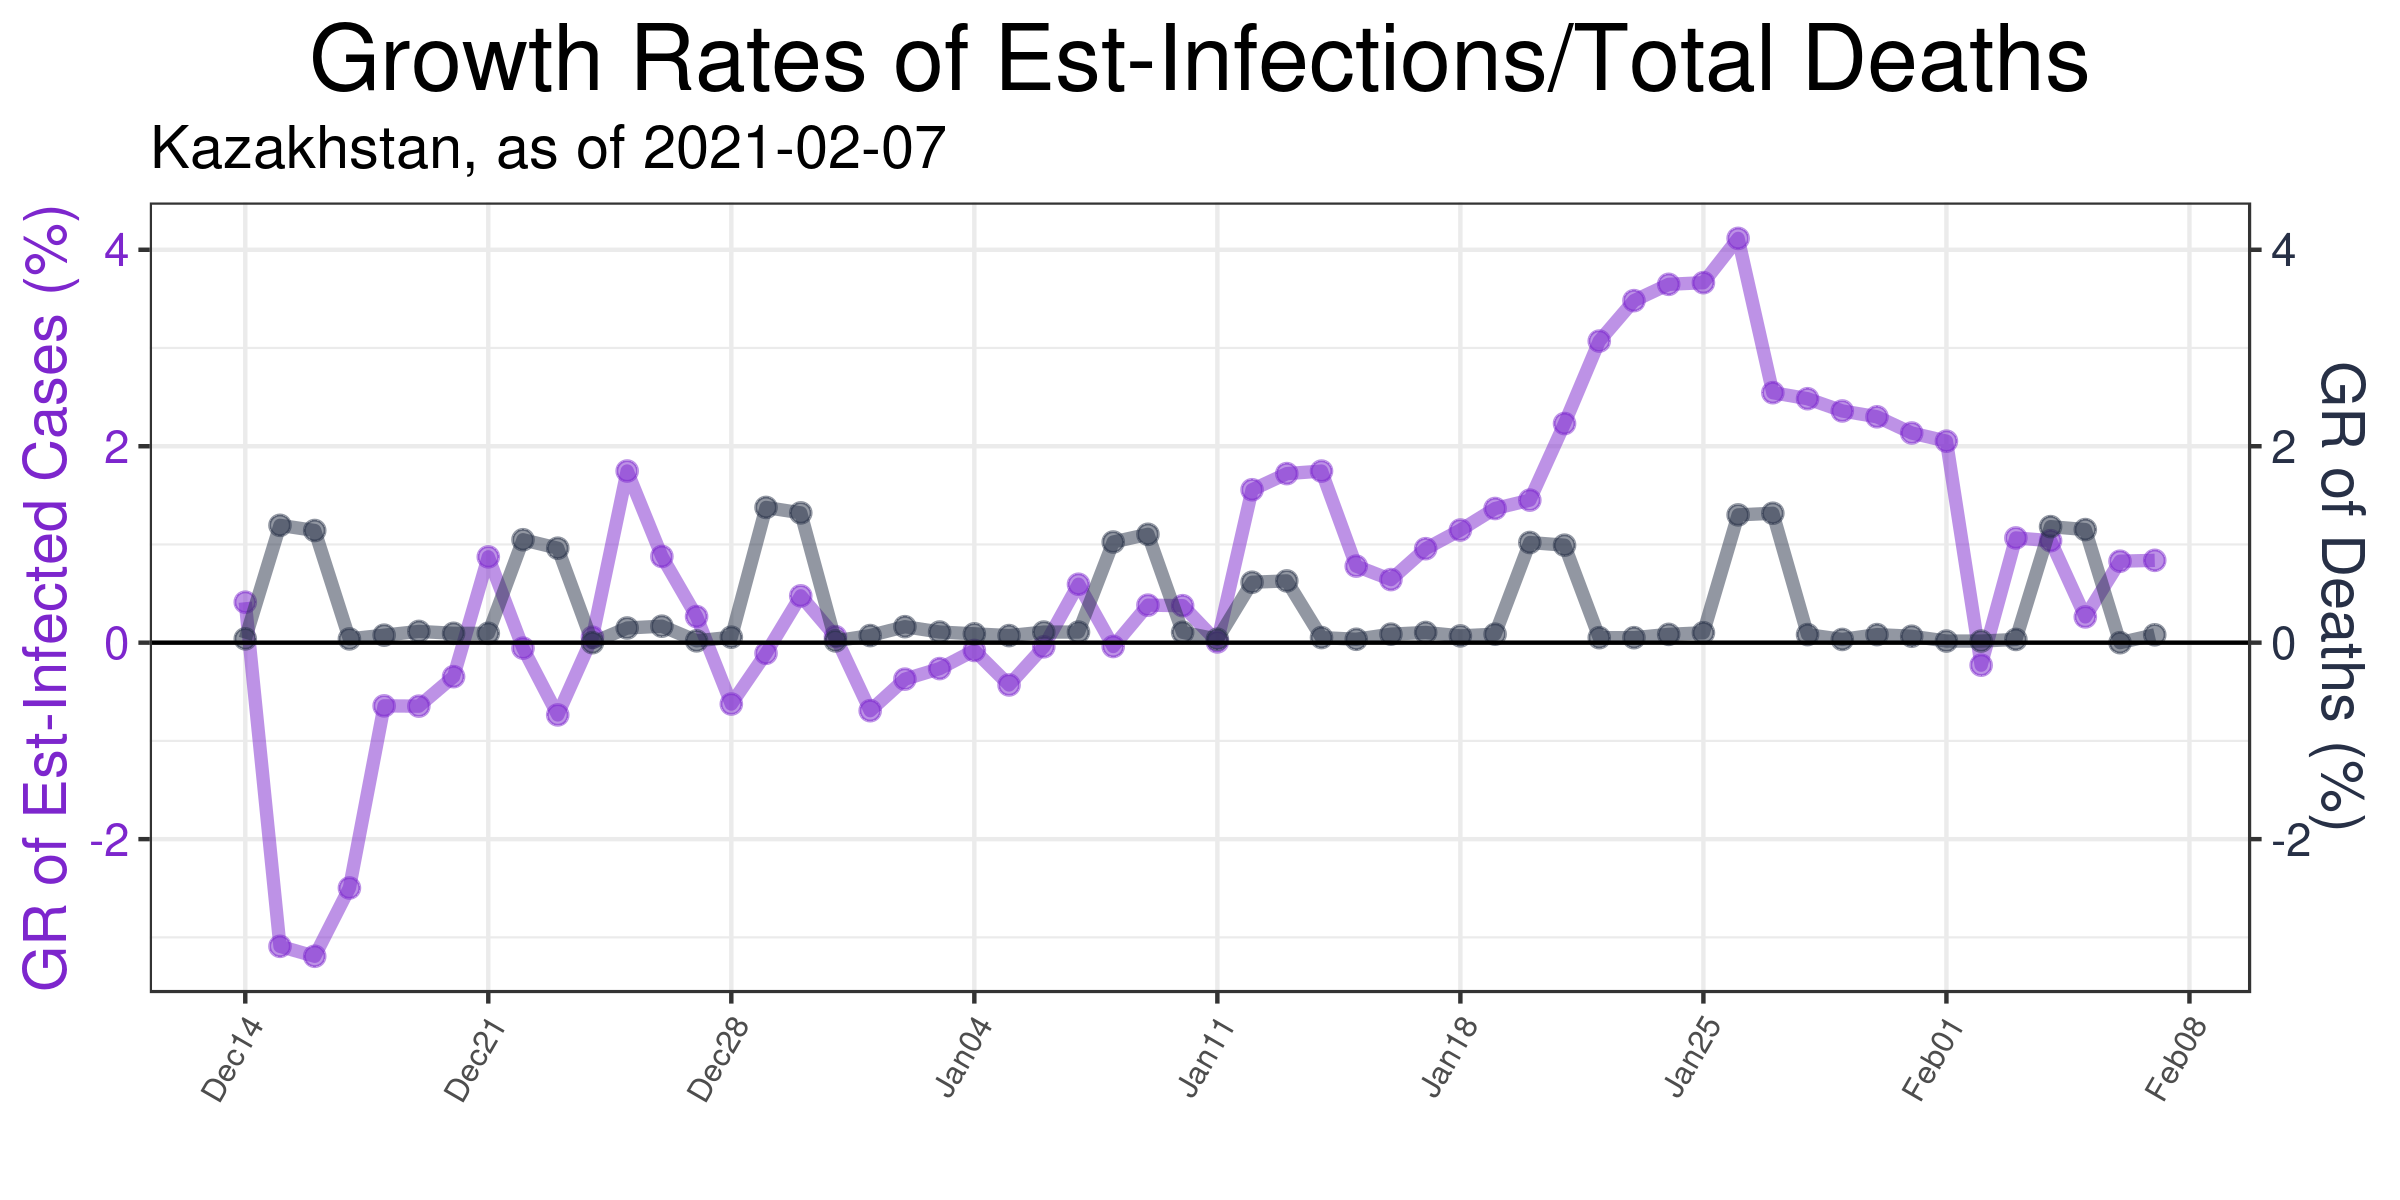 Growth Rates of Est-Infections/Total Deaths
Kazakhstan, as of 2021-02-07
GR of Est-Infected Cases (%)
4
2
0
-2
4
2
0
-2
GR of Deaths (%)
Dec14
Dec21
Dec28
Jan04
Jan11
Jan18
Jan25
Feb01
Feb08